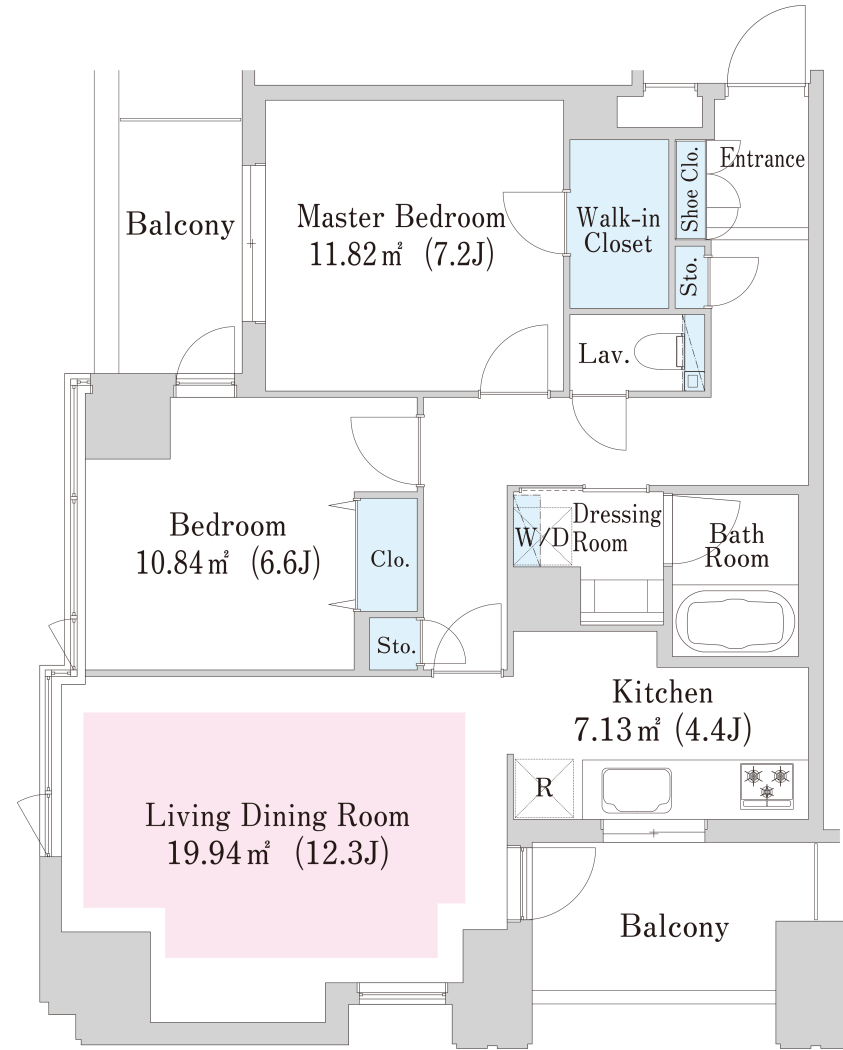 Entrance
Shoe Clo.
Balcony
Master Bedroom
11.82㎡ (7.2J)
Walk-in
Closet
Sto.
Lav.
Bedroom
10.84㎡ (6.6J)
Clo.
W/D
Dressing
Room
Bath
Room
Sto.
Kitchen
7.13㎡ (4.4J)
R
Living Dining Room
19.94㎡ (12.3J)
Balcony